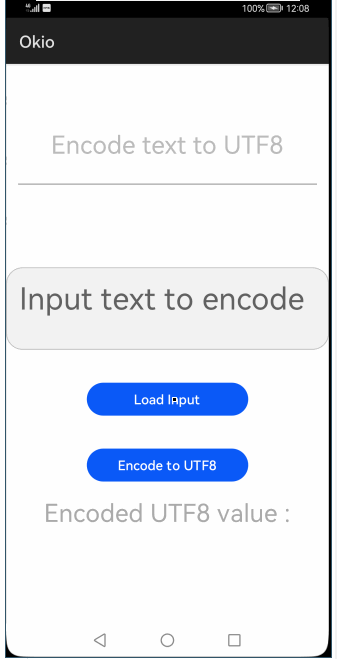 100% 12:08
Okio
Encode text to UTF8
Input text to encode
Load Input
Encode to UTF8
Encoded UTF8 value :